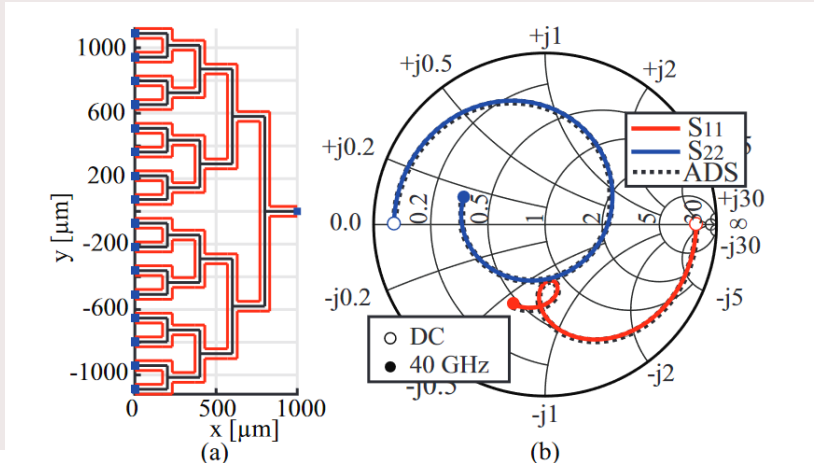 1000
600
200
-200
-600
-1000
y [μm]
0
500
1000
x [μm]
(a)
+j1
+j0.5
+j2
+j0.2
S11
S22
ADS
+j30
0.0
0.2
0.5
1
2
5
30
∞
-j30
-j0.2
-j5
DC
40 GHz
-j0.5
-j2
-j1
(b)